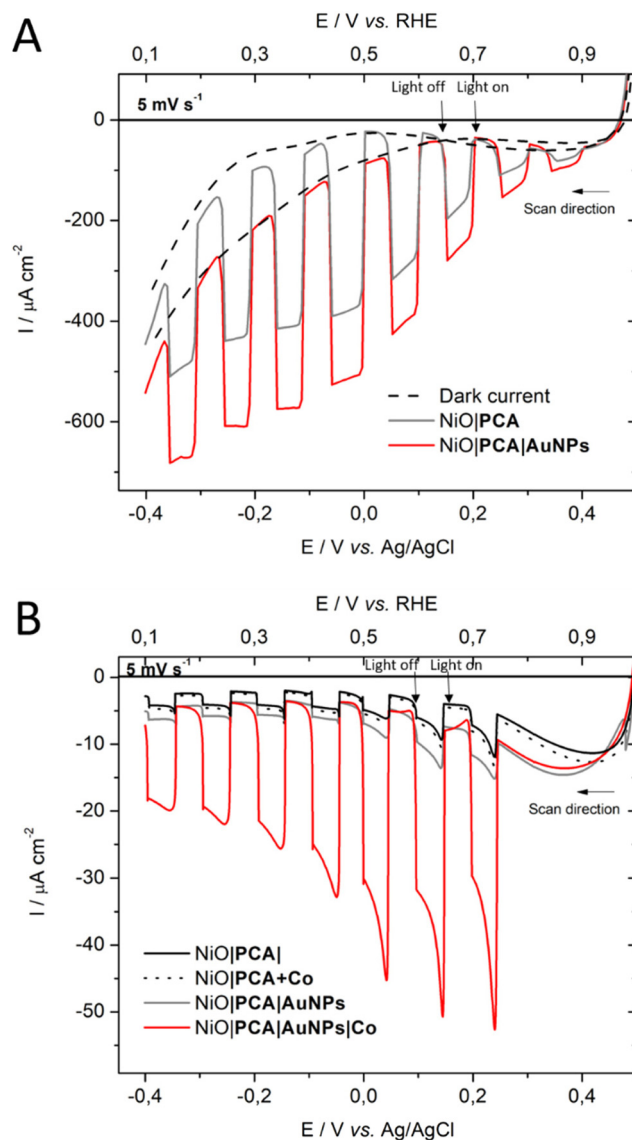 A
E / V vs. RHE
0,1 0,3 0,5 0,7 0,9
5 mV s⁻¹
Light off Light on
0
Scan direction
-200
I / µA cm⁻²
-400
Dark current
NiO|PCA
-600
NiO|PCA|AuNPs
-0,4 -0,2 0,0 0,2 0,4
E / V vs. Ag/AgCl
B
E / V vs. RHE
0,1 0,3 0,5 0,7 0,9
5 mV s⁻¹
Light off Light on
0
-10
Scan direction
-20
I / µA cm⁻²
-30
-40
NiO|PCA|
NiO|PCA+Co
-50
NiO|PCA|AuNPs
NiO|PCA|AuNPs|Co
-0,4 -0,2 0,0 0,2 0,4
E / V vs. Ag/AgCl